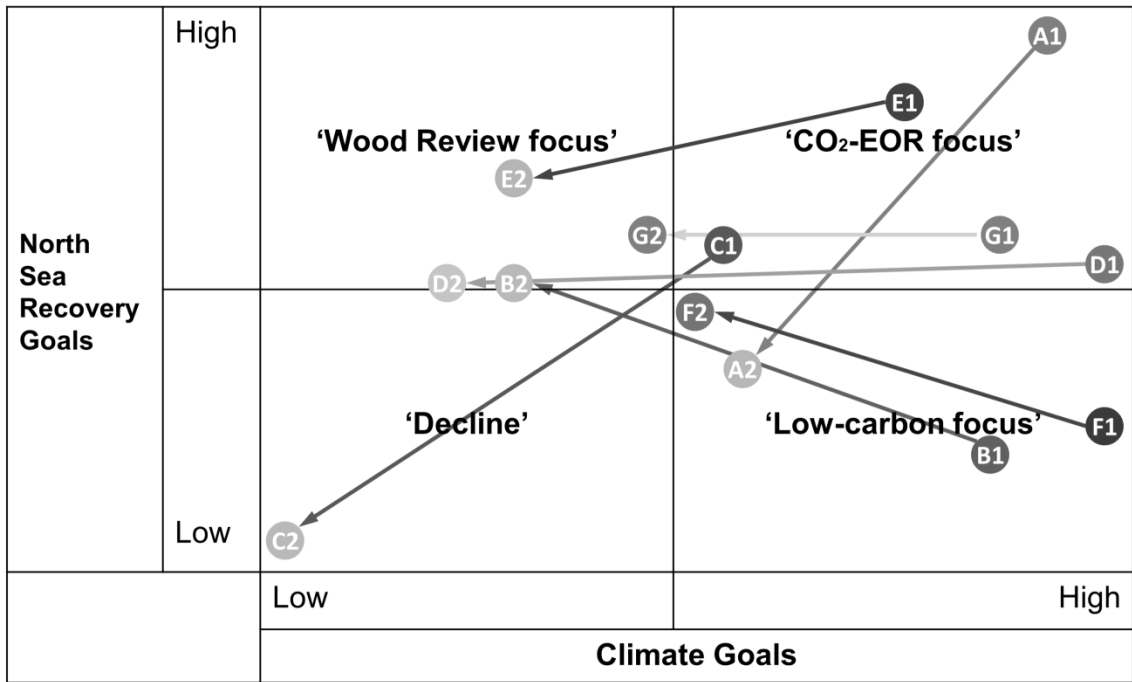 High
A1
E1
‘Wood Review focus’
‘CO₂-EOR focus’
E2
G2
C1
G1
North
Sea
Recovery
Goals
D2
B2
D1
F2
A2
‘Decline’
‘Low-carbon focus’
F1
B1
Low
C2
Low
High
Climate Goals